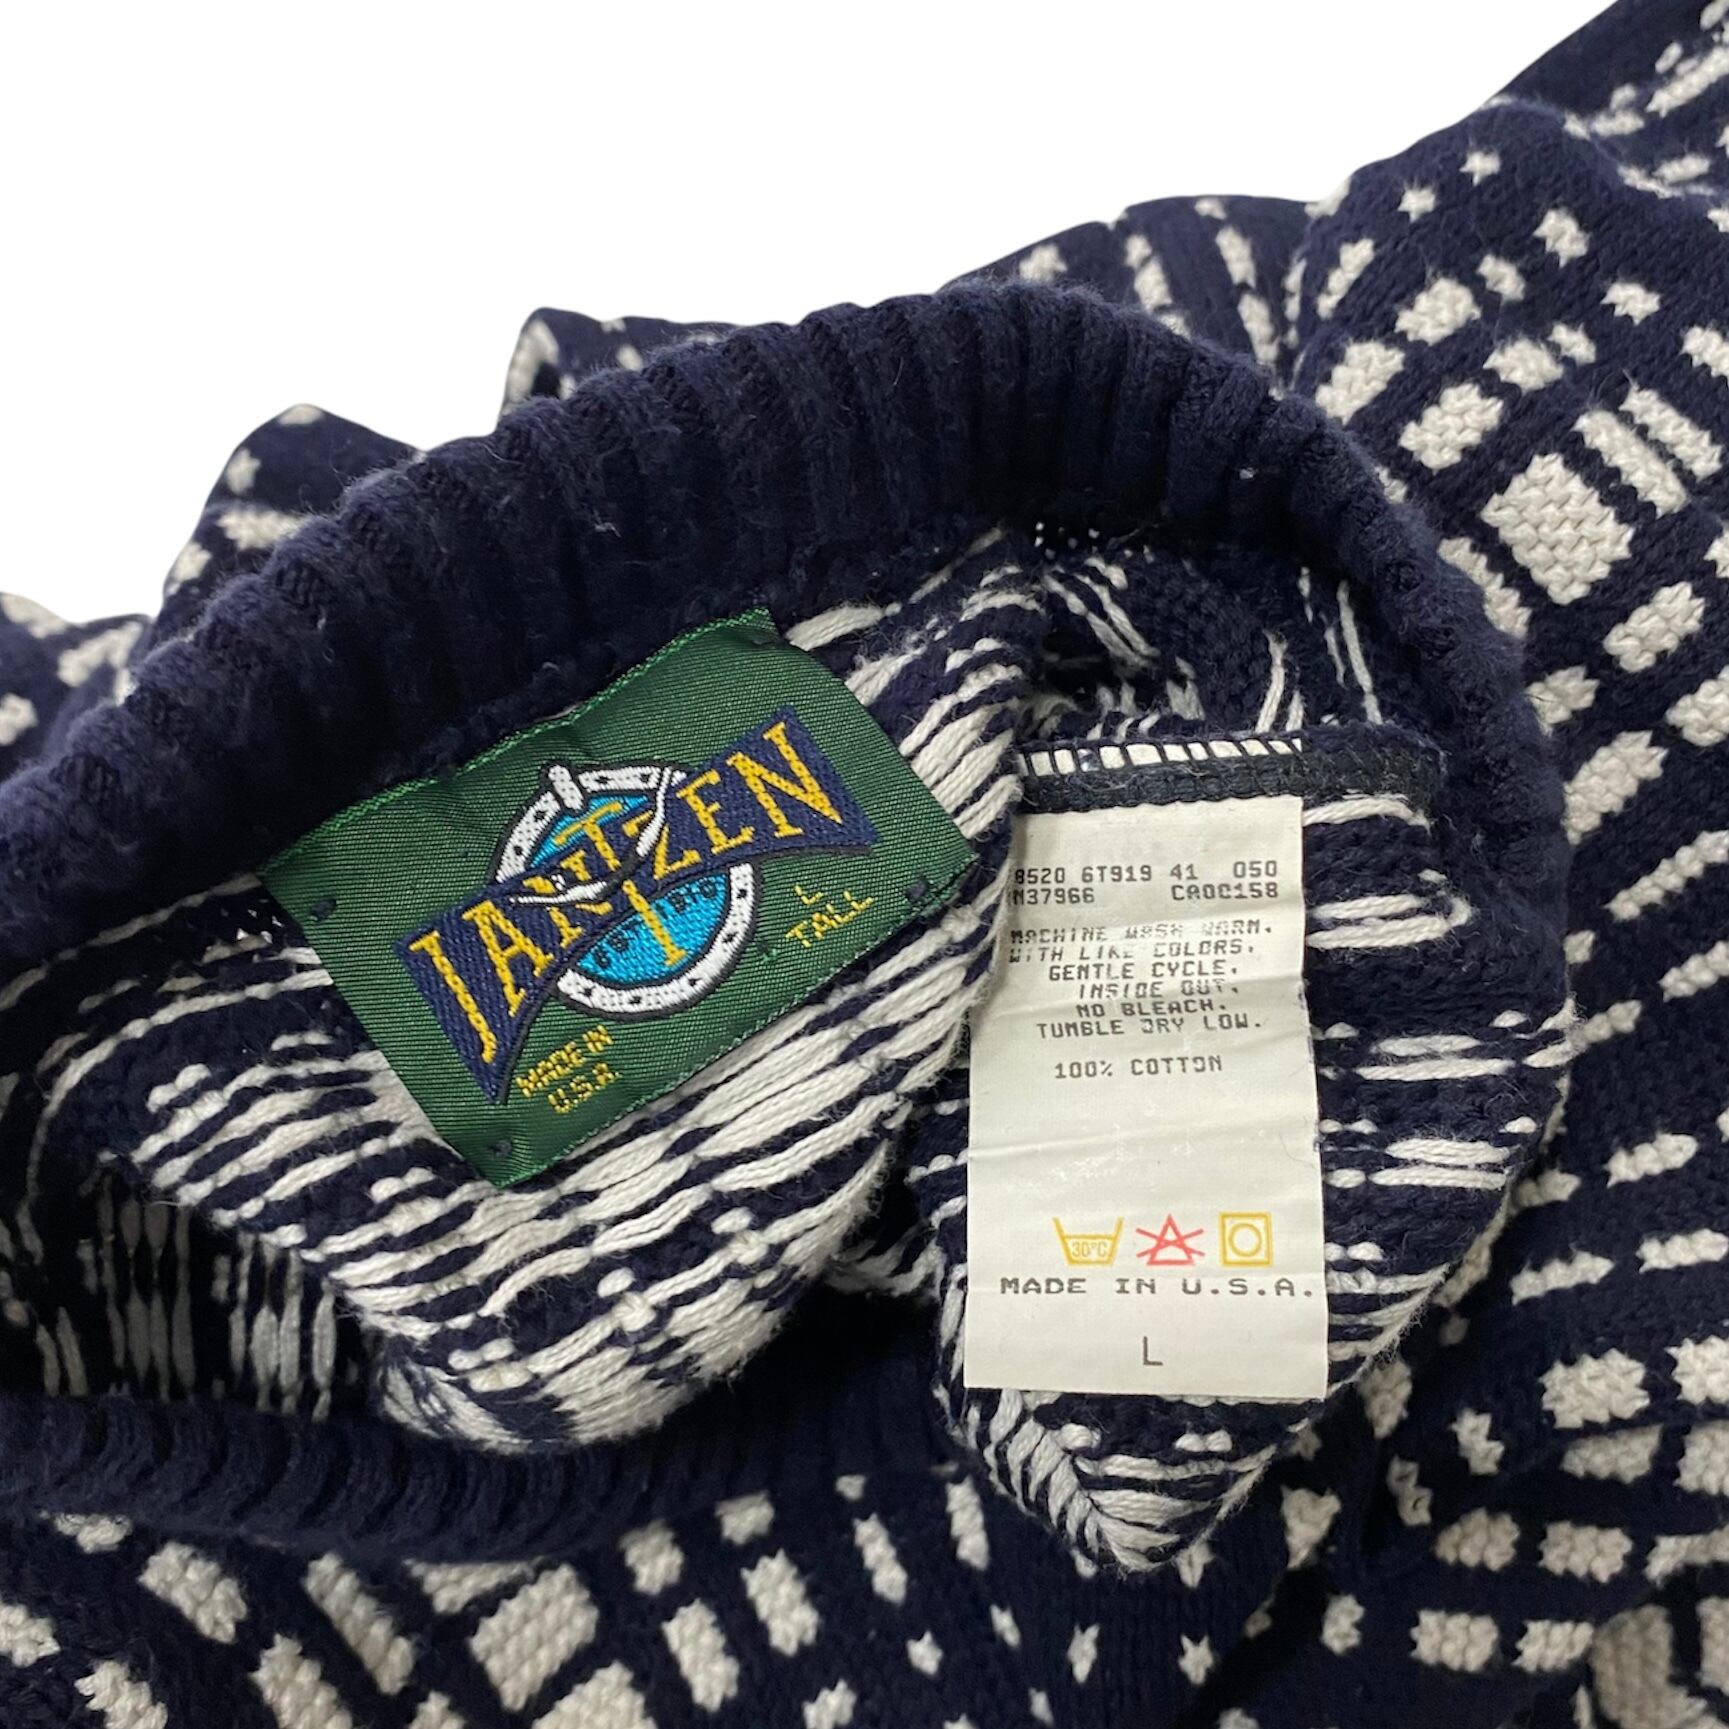 JANTZEN
L
TALL
MADE IN
U.S.A.
8520 6T919 41 050
M37966 CA00158
MACHINE WASH WARM.
WITH LIKE COLORS.
GENTLE CYCLE.
INSIDE OUT.
NO BLEACH.
TUMBLE DRY LOW.
100% COTTON
30°C
MADE IN U.S.A.
L